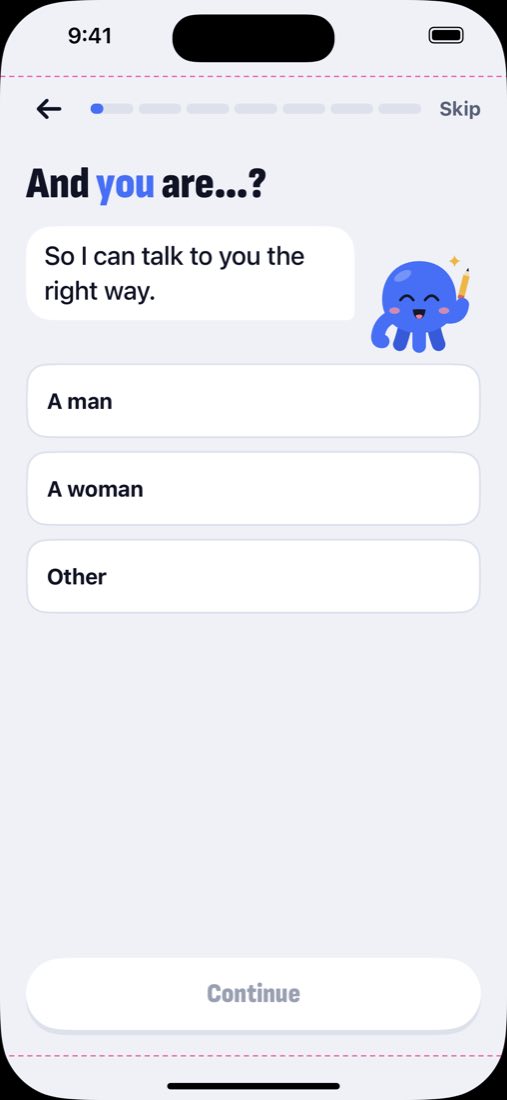 9:41
Skip
And you are...?
So I can talk to you the
right way.
A man
A woman
Other
Continue